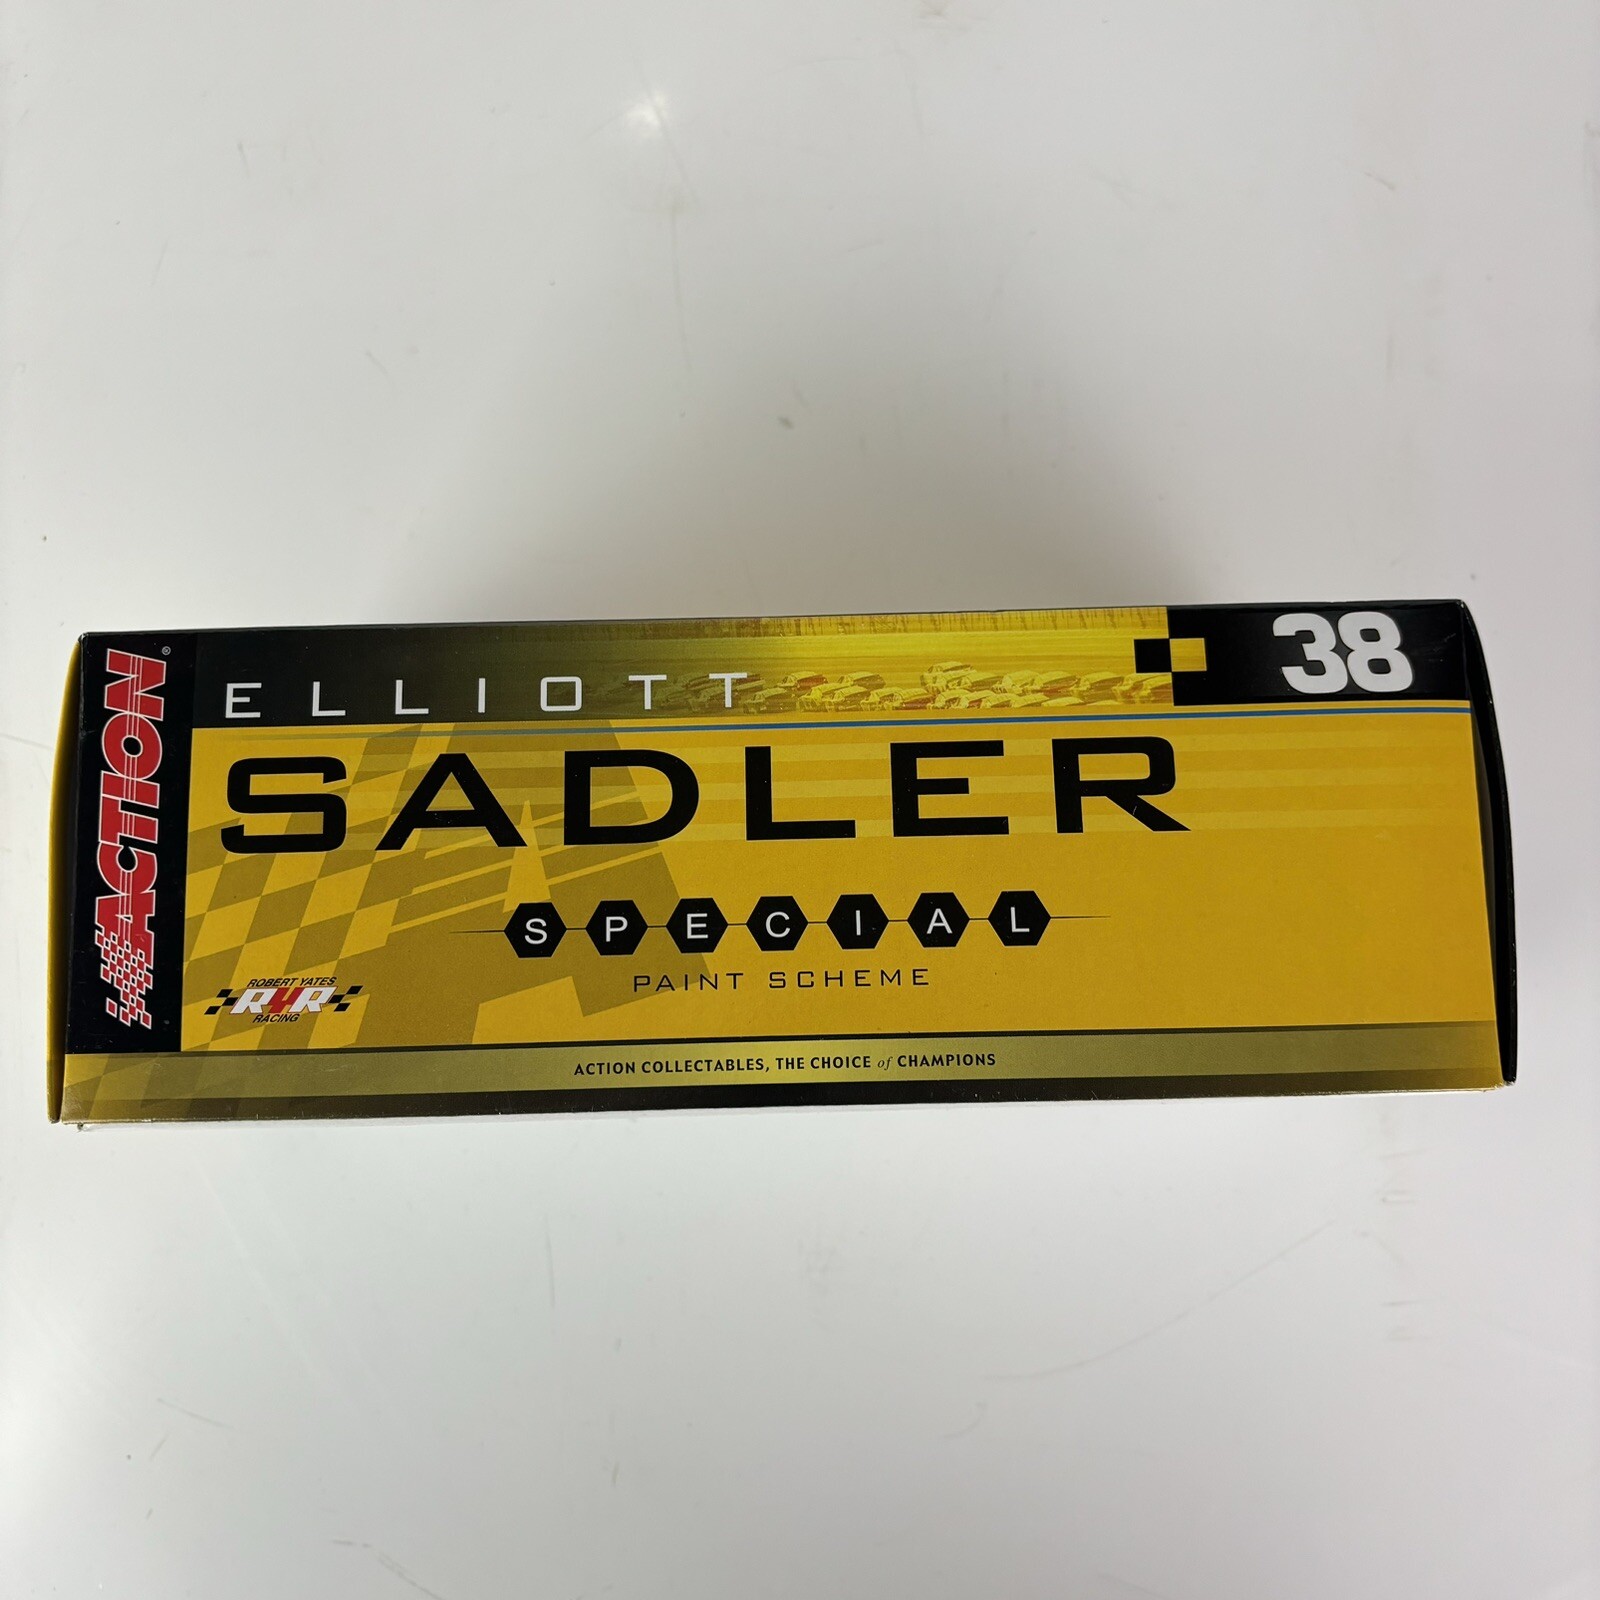 ACTION®
ELLIOTT
38
SADLER
SPECIAL
PAINT SCHEME
ROBERT YATES
RYR
RACING
ACTION COLLECTABLES, THE CHOICE of CHAMPIONS